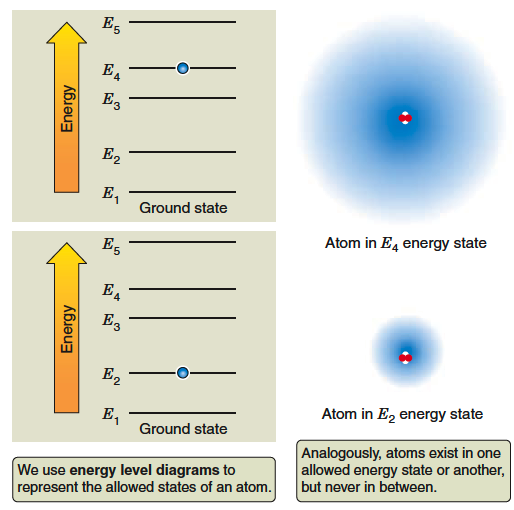 E5
E4
E3
E2
E1
Energy
Ground state
Atom in E4 energy state
E5
E4
E3
E2
E1
Energy
Ground state
Atom in E2 energy state
We use energy level diagrams to
represent the allowed states of an atom.
Analogously, atoms exist in one
allowed energy state or another,
but never in between.